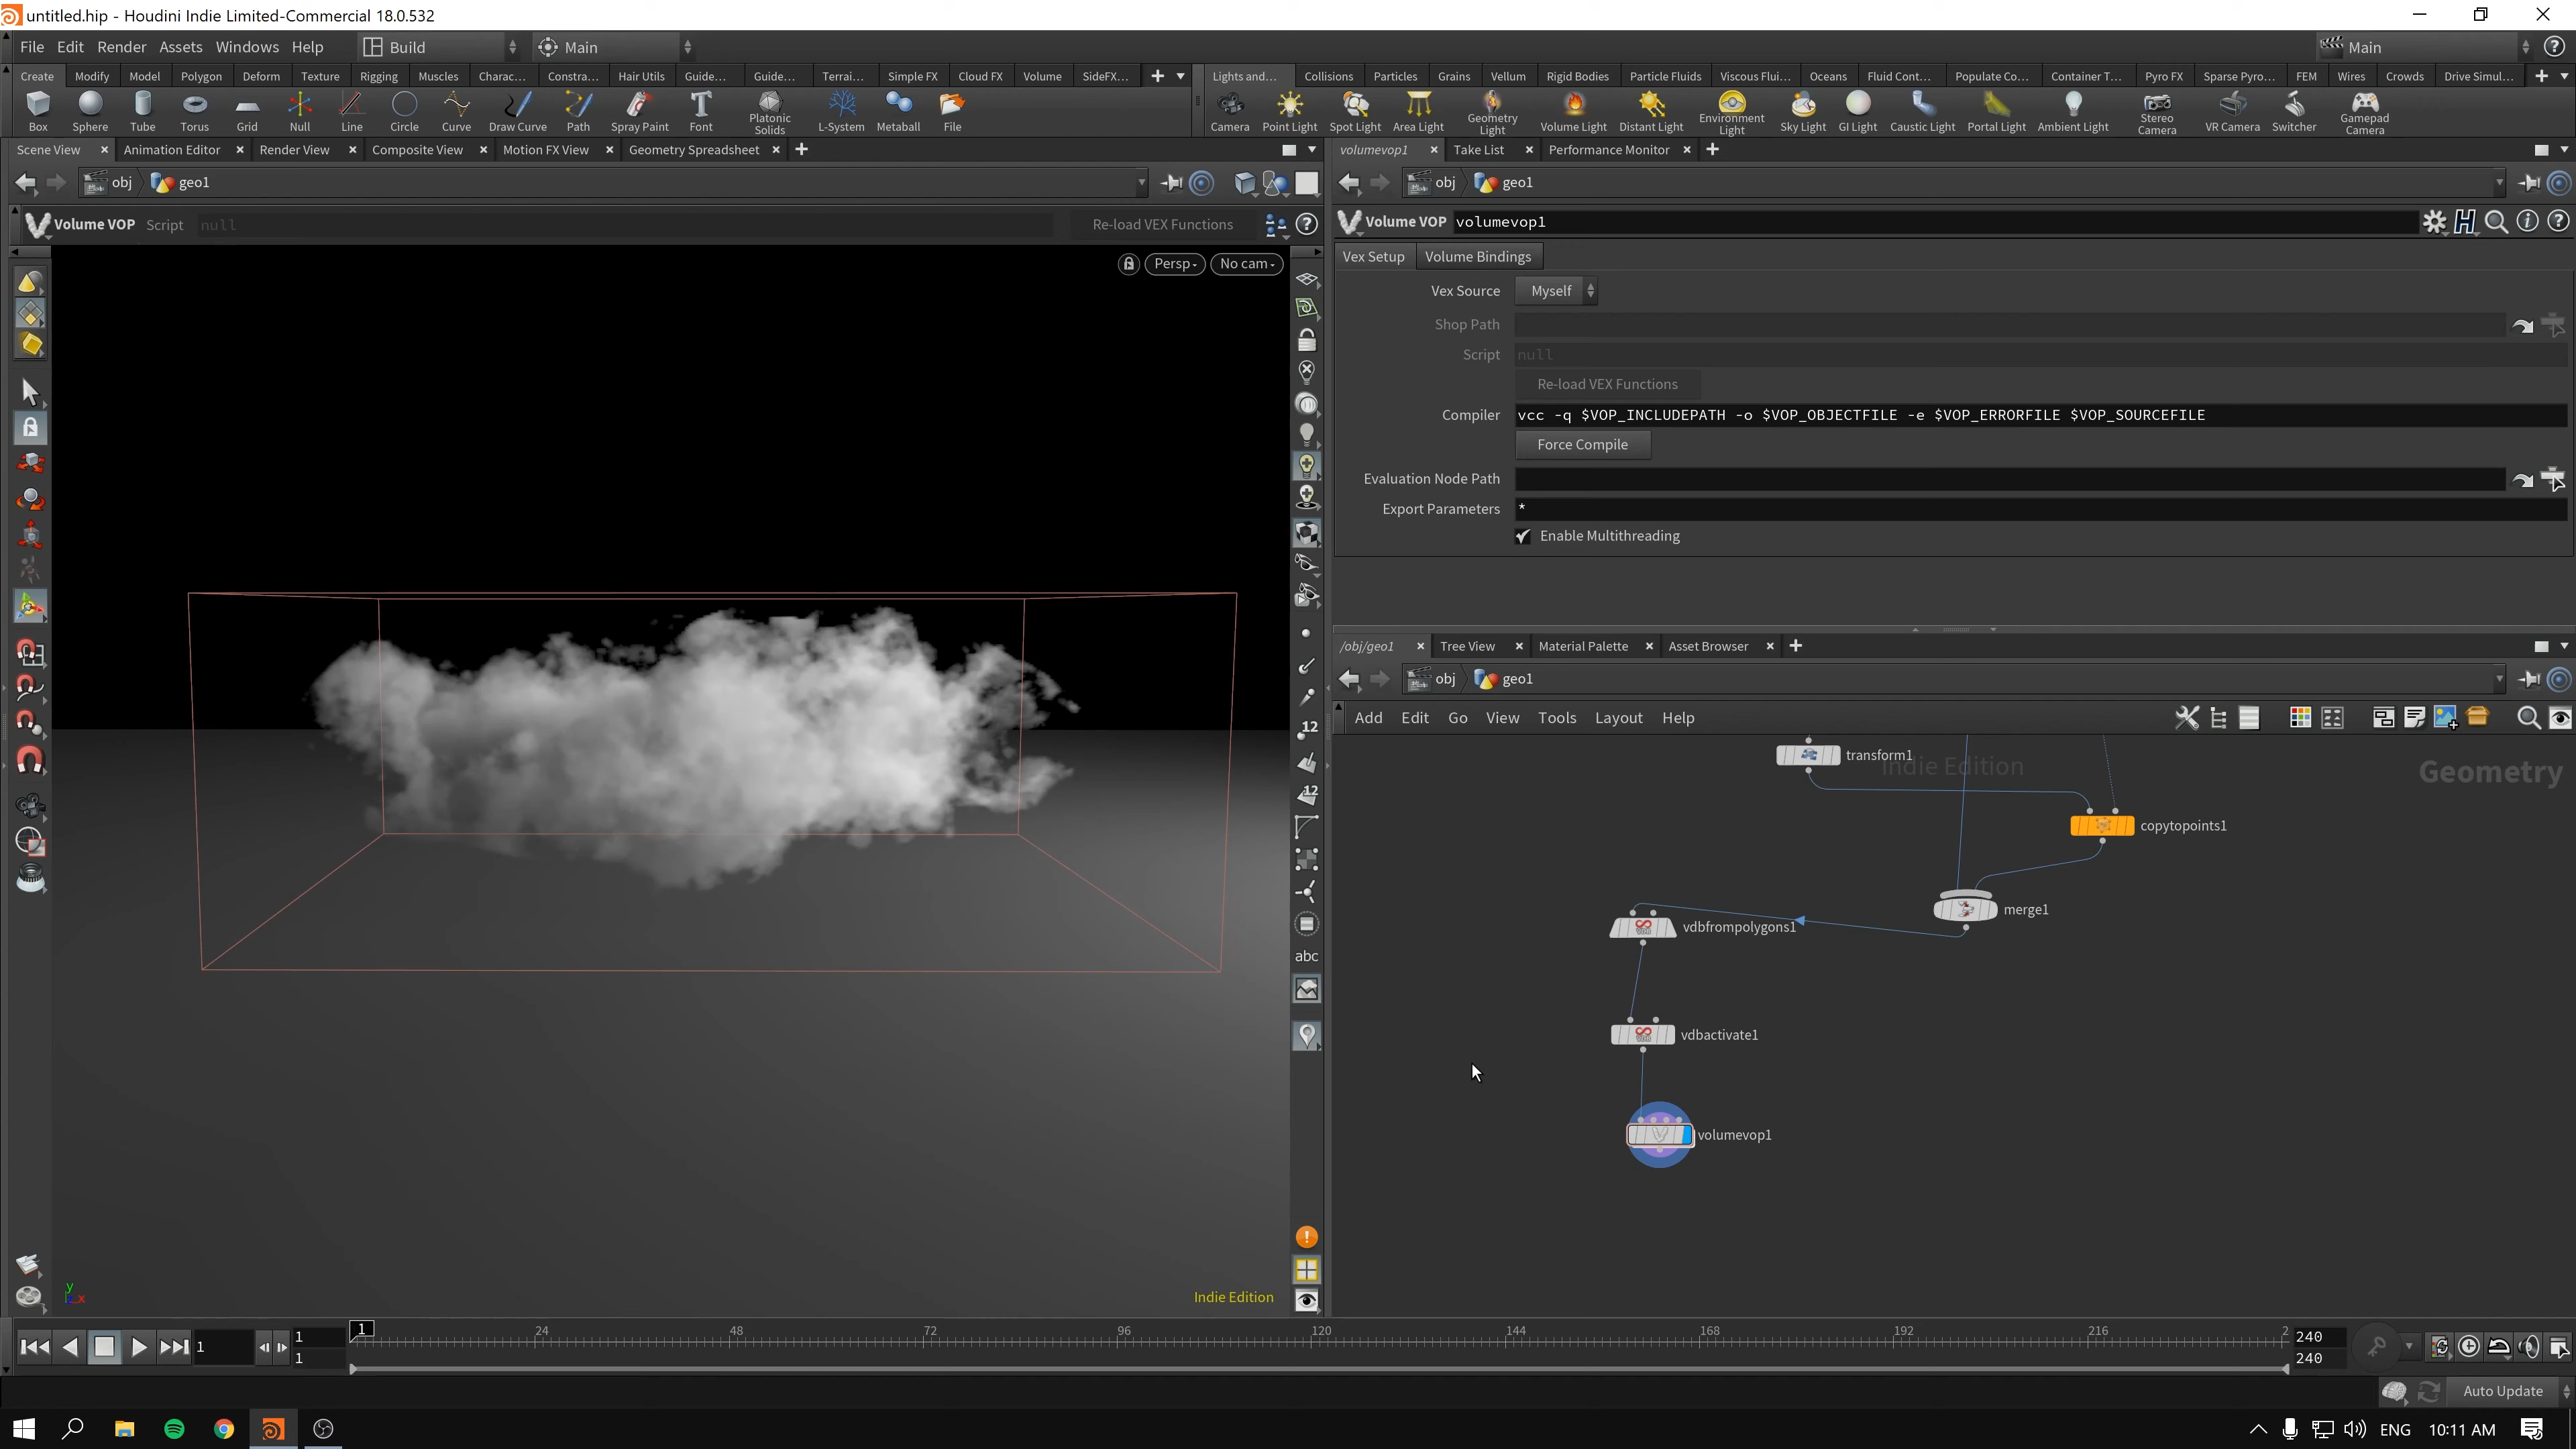 untitled.hip - Houdini Indie Limited-Commercial 18.0.532
File Edit Render Assets Windows Help Build Main Main
Create Modify Model Polygon Deform Texture Rigging Muscles Charac... Constra... Hair Utils Guide... Guide... Terrai... Simple FX Cloud FX Volume SideFX...
Lights and... Collisions Particles Grains Vellum Rigid Bodies Particle Fluids Viscous Flui... Oceans Fluid Cont... Populate Co... Container T... Pyro FX Sparse Pyro... FEM Wires Crowds Drive Simul...
Box Sphere Tube Torus Grid Null Line Circle Curve Draw Curve Path Spray Paint Font Platonic Solids L-System Metaball File
Camera Point Light Spot Light Area Light Geometry Light Volume Light Distant Light Environment Light Sky Light GI Light Caustic Light Portal Light Ambient Light Stereo Camera VR Camera Switcher Gamepad Camera
Scene View Animation Editor Render View Composite View Motion FX View Geometry Spreadsheet
obj geo1
Volume VOP Script null Re-load VEX Functions
Persp No cam
12
12
abc
Indie Edition
y
x
volumevop1 Take List Performance Monitor
obj geo1
Volume VOP volumevop1
Vex Setup Volume Bindings
Vex Source Myself
Shop Path
Script null
Re-load VEX Functions
Compiler vcc -q $VOP_INCLUDEPATH -o $VOP_OBJECTFILE -e $VOP_ERRORFILE $VOP_SOURCEFILE
Force Compile
Evaluation Node Path
Export Parameters *
Enable Multithreading
/obj/geo1 Tree View Material Palette Asset Browser
obj geo1
Add Edit Go View Tools Layout Help
transform1
Indie Edition
Geometry
copytopoints1
merge1
vdbfrompolygons1
vdbactivate1
volumevop1
1 1 1 1 24 48 72 96 120 144 168 192 216 2 240
240
Auto Update
ENG 10:11 AM